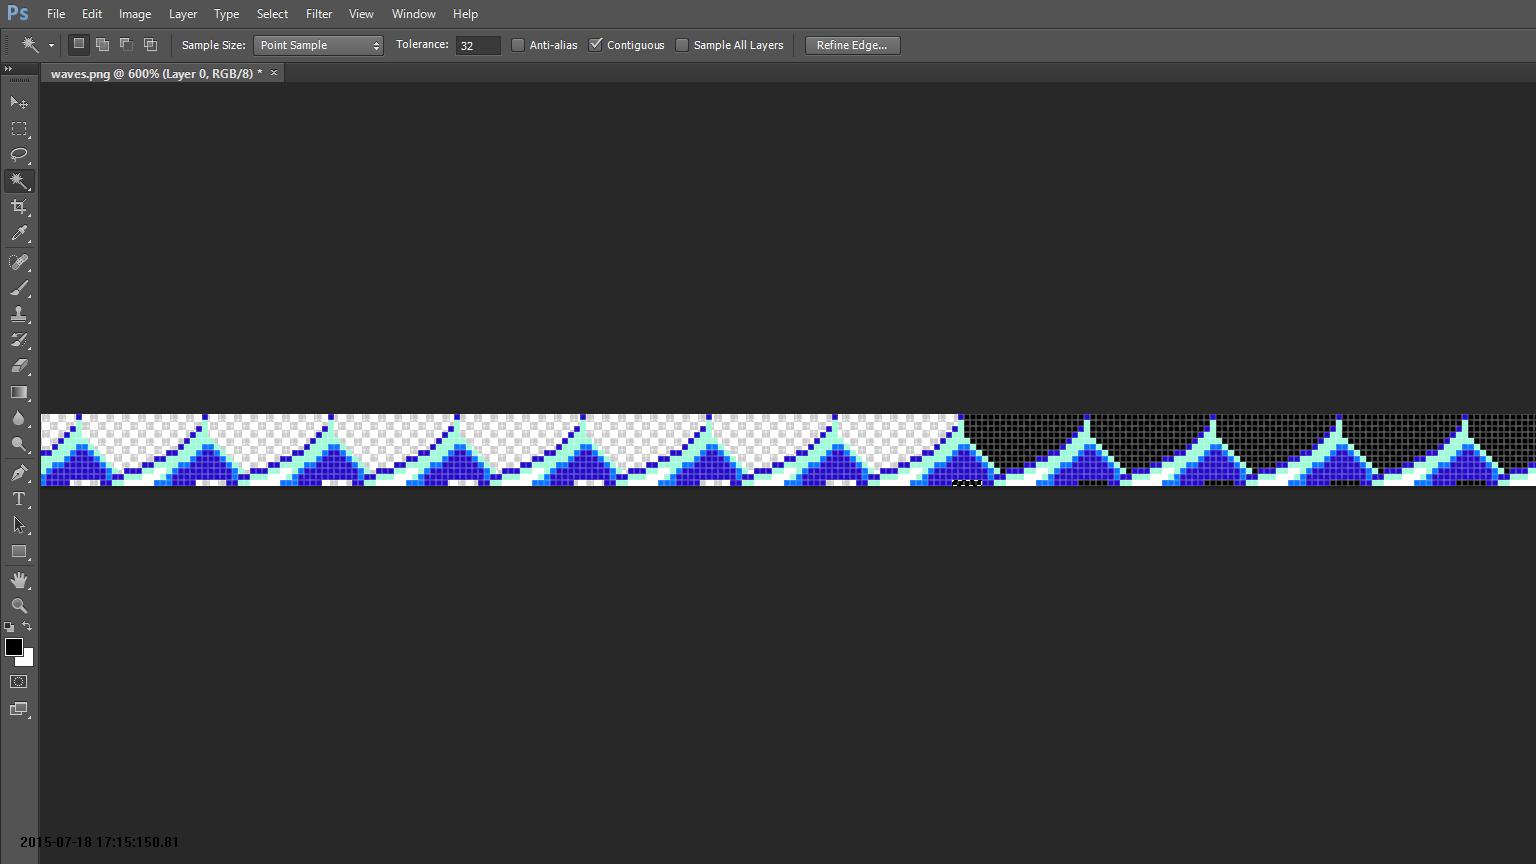 Ps File Edit Image Layer Type Select Filter View Window Help
Sample Size: Point Sample Tolerance: 32 Anti-alias Contiguous Sample All Layers Refine Edge...
waves.png @ 600% (Layer 0, RGB/8) * ×
T
2015-07-18 17:15:150.81